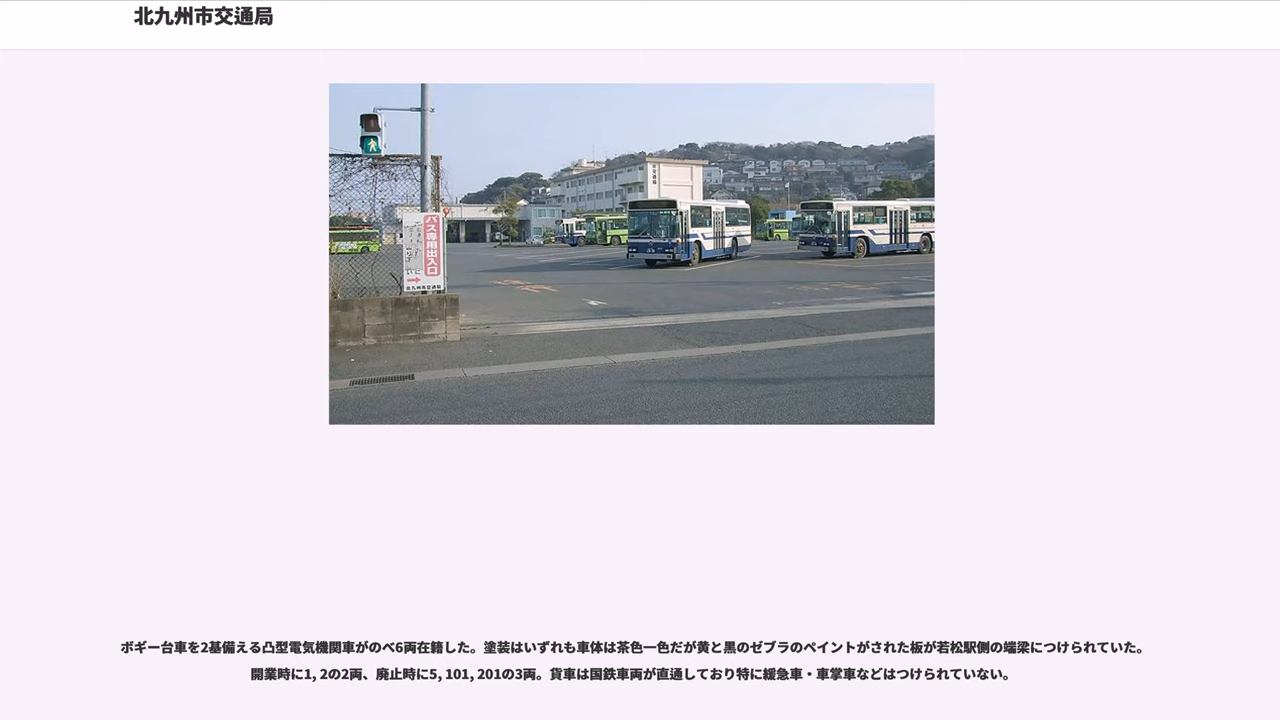 北九州市交通局
交通局
バス専用出入口
北九州市交通局
ボギー台車を2基備える凸型電気機関車がのべ6両在籍した。塗装はいずれも車体は茶色一色だが黄と黒のゼブラのペイントがされた板が若松駅側の端梁につけられていた。
開業時に1, 2の2両、廃止時に5, 101, 201の3両。貨車は国鉄車両が直通しており特に緩急車・車掌車などはつけられていない。